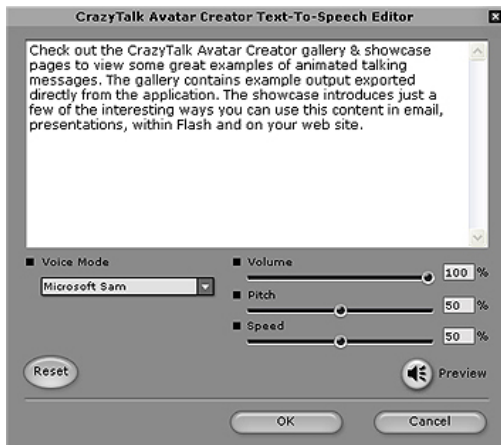 CrazyTalk Avatar Creator Text-To-Speech Editor
Check out the CrazyTalk Avatar Creator gallery & showcase
pages to view some great examples of animated talking
messages. The gallery contains example output exported
directly from the application. The showcase introduces just a
few of the interesting ways you can use this content in email,
presentations, within Flash and on your web site.
Voice Mode
Microsoft Sam
Volume
100 %
Pitch
50 %
Speed
50 %
Reset
Preview
OK
Cancel